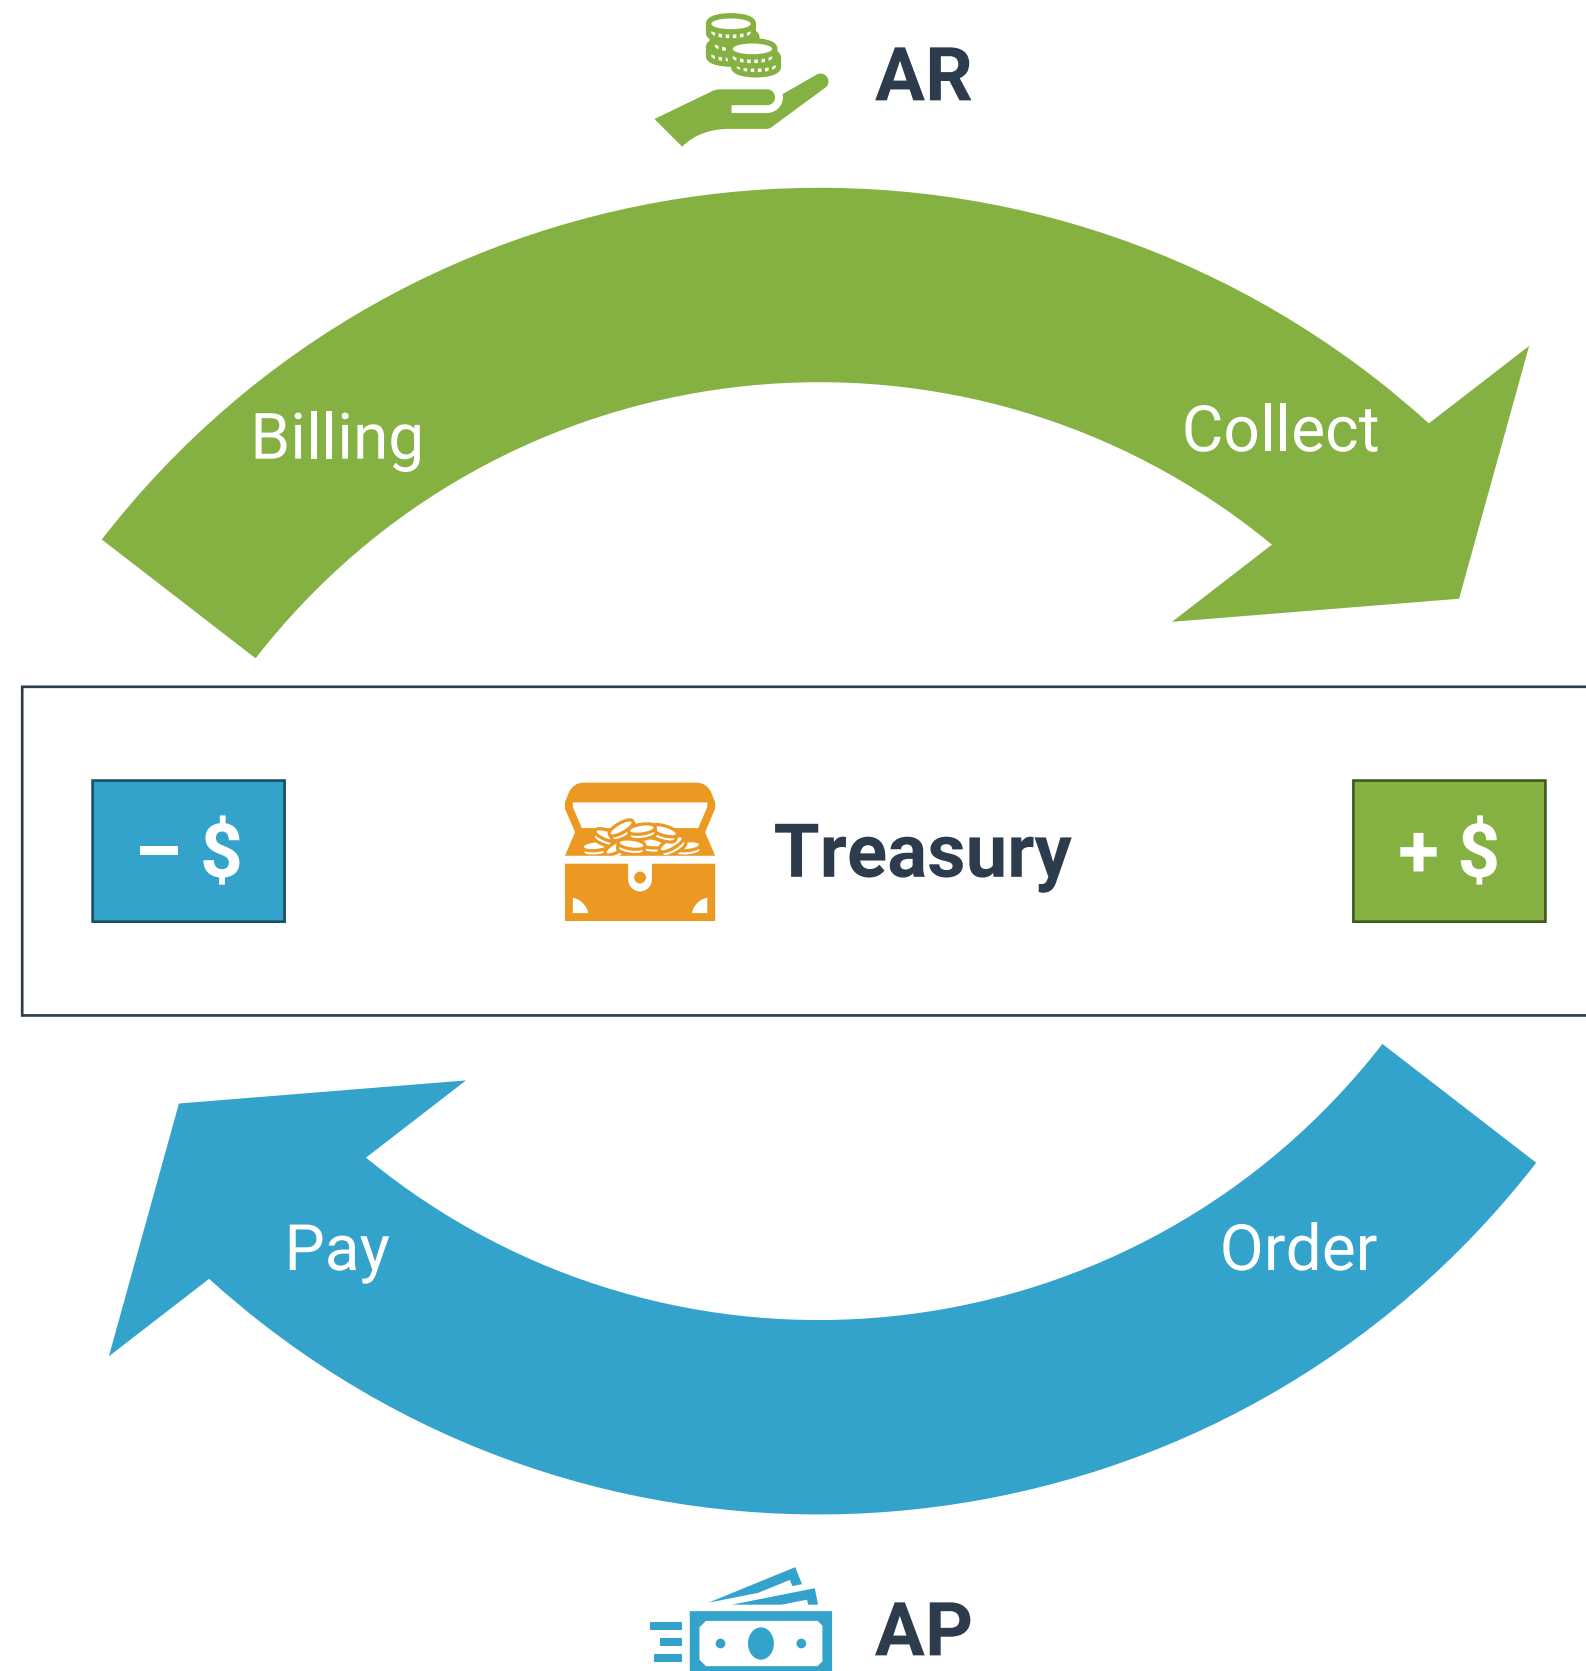 AR
Billing
Collect
– $
Treasury
+ $
Pay
Order
AP